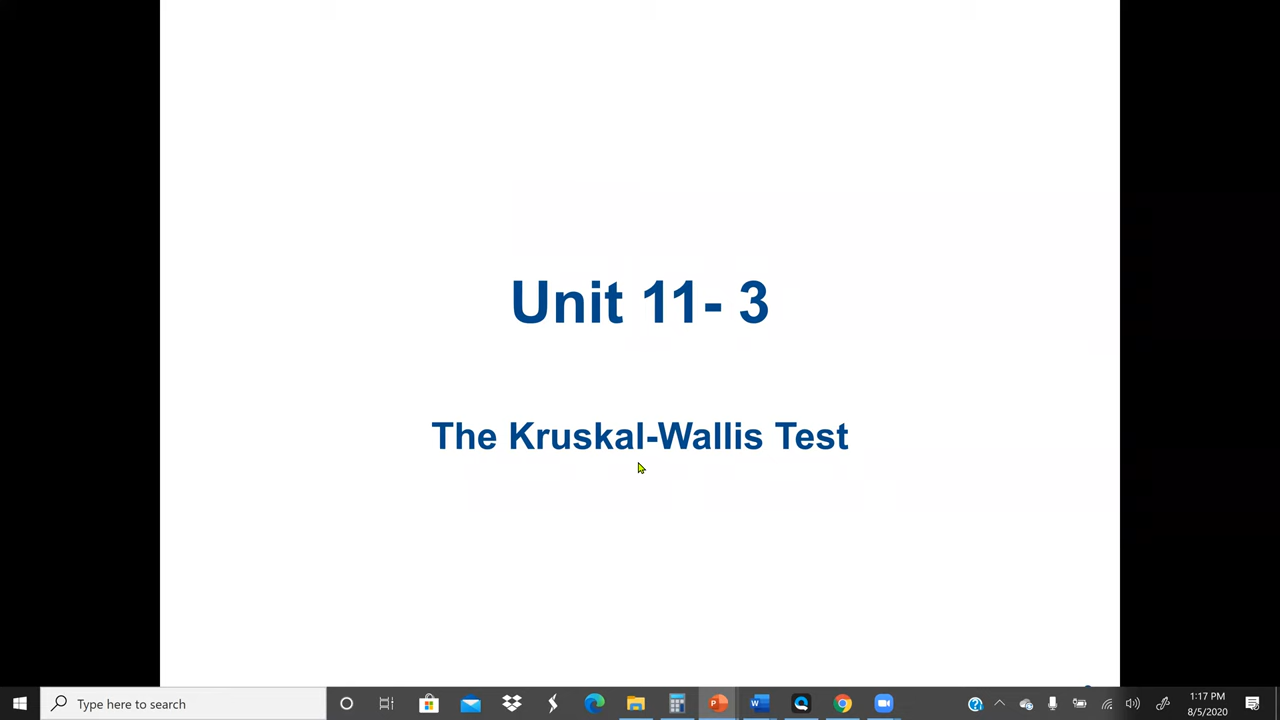 Unit 11- 3
The Kruskal-Wallis Test
Type here to search
1:17 PM
8/5/2020